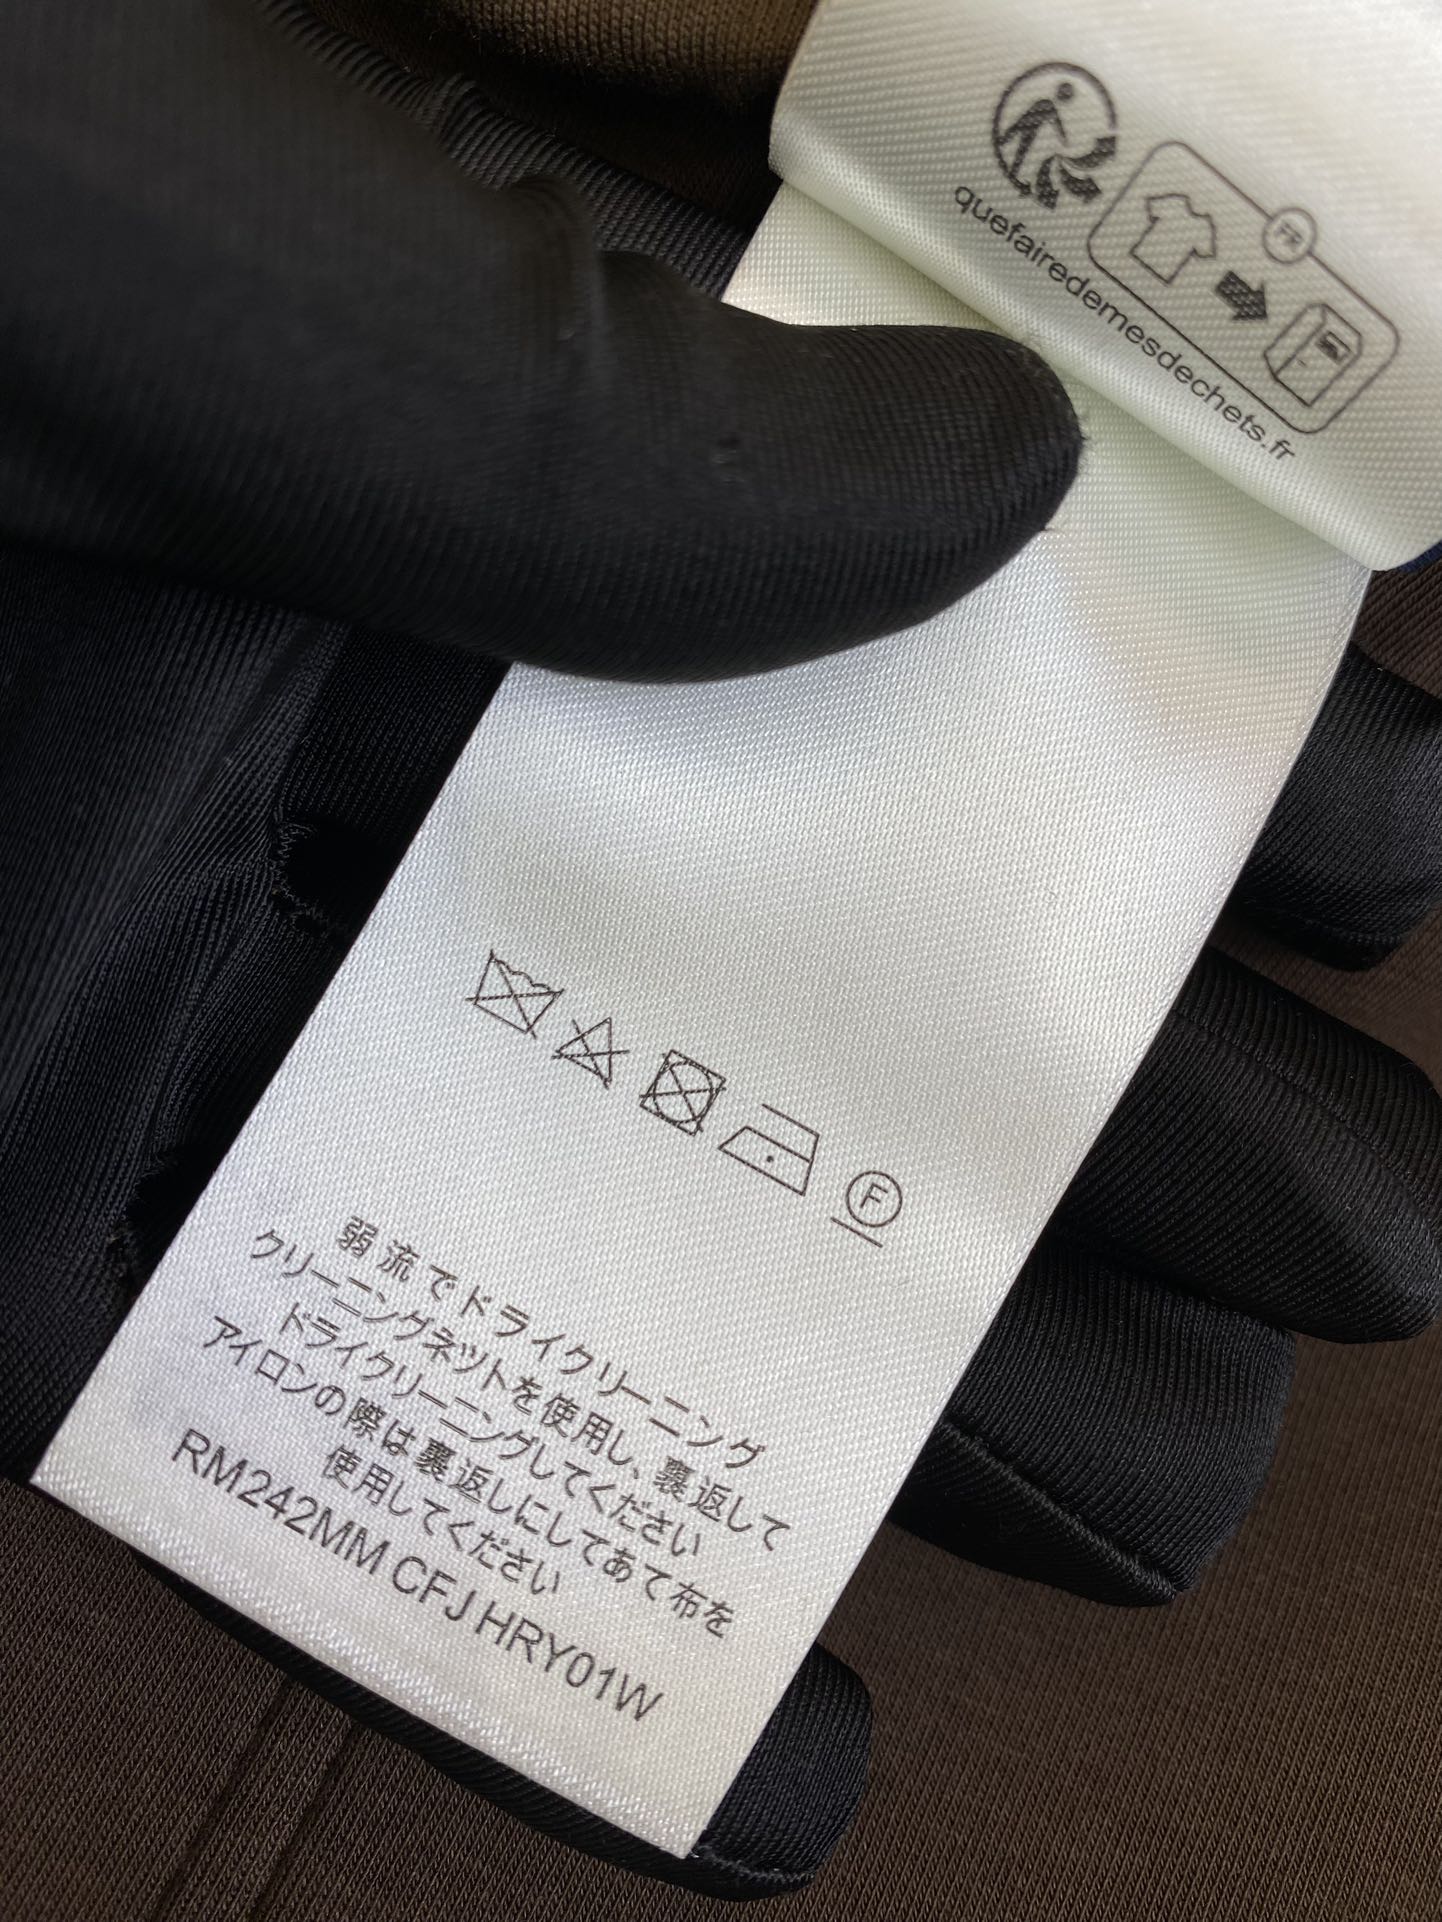 FR
quefairedemesdechets.fr
F
弱流でドライクリーニング
クリーニングネットを使用し、裏返して
ドライクリーニングしてください
アイロンの際は裏返しにしてあて布を
使用してください
RM242MM CFJ HRY01W